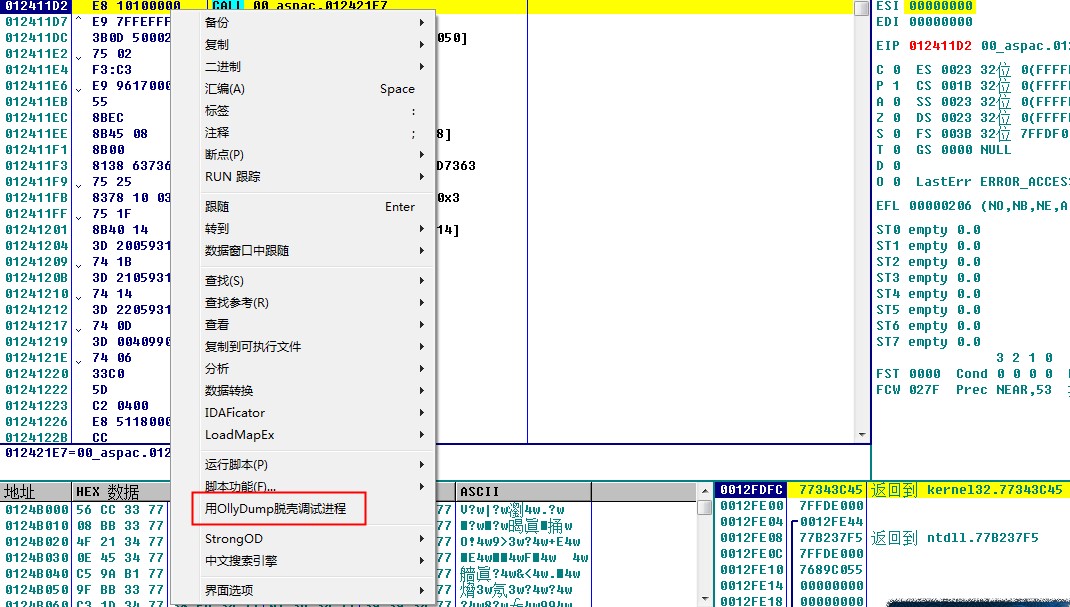 012411D2 E8 10100000 CALL 00_aspac.012421E7
012411D7 E9 7FFEFFF
012411DC 3B0D 50002 050]
012411E2 75 02
012411E4 F3:C3
012411E6 E9 9617000
012411EB 55
012411EC 8BEC
012411EE 8B45 08 8]
012411F1 8B00
012411F3 8138 63736 D7363
012411F9 75 25
012411FB 8378 10 03 0x3
012411FF 75 1F
01241201 8B40 14 14]
01241204 3D 2005931
01241209 74 1B
0124120B 3D 2105931
01241210 74 14
01241212 3D 2205931
01241217 74 0D
01241219 3D 0040990
0124121E 74 06
01241220 33C0
01241222 5D
01241223 C2 0400
01241226 E8 5118000
0124122B CC
012421E7=00_aspac.012
备份
复制
二进制
汇编(A) Space
标签 :
注释 ;
断点(P)
RUN 跟踪
跟随 Enter
转到
数据窗口中跟随
查找(S)
查找参考(R)
查看
复制到可执行文件
分析
数据转换
IDAFicator
LoadMapEx
运行脚本(P)
脚本功能(F)...
用OllyDump脱壳调试进程
StrongOD
中文搜索引擎
界面选项
ESI 00000000
EDI 00000000
EIP 012411D2 00_aspac.012
C 0 ES 0023 32位 0(FFFFF
P 1 CS 001B 32位 0(FFFFF
A 0 SS 0023 32位 0(FFFFF
Z 0 DS 0023 32位 0(FFFFF
S 0 FS 003B 32位 7FFDF0
T 0 GS 0000 NULL
D 0
O 0 LastErr ERROR_ACCES
EFL 00000206 (NO,NB,NE,A
ST0 empty 0.0
ST1 empty 0.0
ST2 empty 0.0
ST3 empty 0.0
ST4 empty 0.0
ST5 empty 0.0
ST6 empty 0.0
ST7 empty 0.0
3 2 1 0
FST 0000 Cond 0 0 0 0
FCW 027F Prec NEAR,53
地址 HEX 数据 ASCII
0124B000 56 CC 33 77 77
0124B010 08 BB 33 77 77
0124B020 4F 21 34 77 77 O!4w9>3w?4w+E4w
0124B030 0E 45 34 77 77
0124B040 C5 9A B1 77 77
0124B050 9F BB 33 77 77
0124B060 C3 1D 34 77
0012FDFC 77343C45 返回到 kernel32.77343C45
0012FE00 7FFDE000
0012FE04 0012FE44
0012FE08 77B237F5 返回到 ntdll.77B237F5
0012FE0C 7FFDE000
0012FE10 7689C055
0012FE14 00000000
0012FE18 00000000